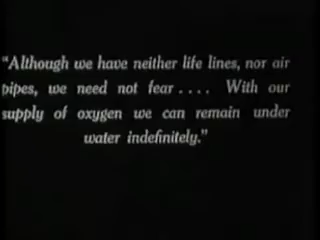 "Although we have neither life lines, nor air
pipes, we need not fear.... With our
supply of oxygen we can remain under
water indefinitely."